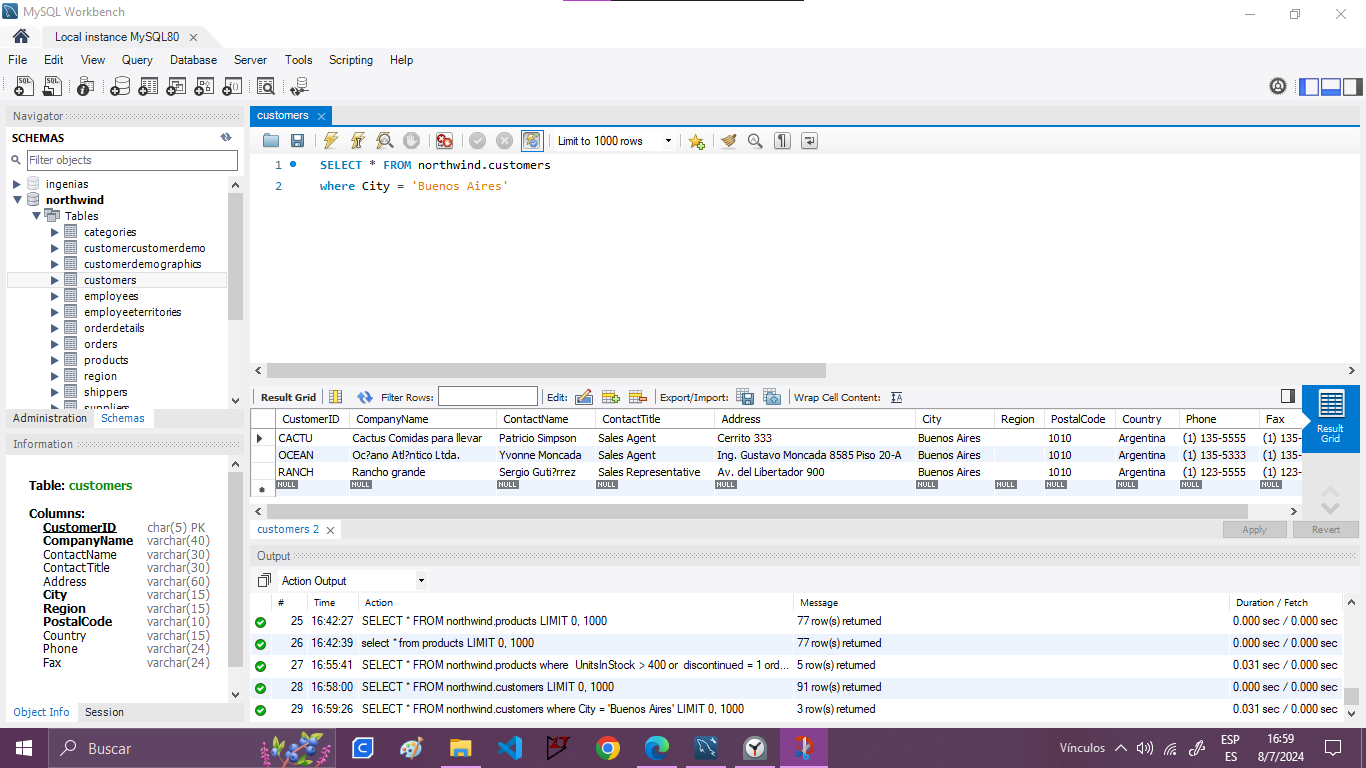 MySQL Workbench
Local instance MySQL80
File Edit View Query Database Server Tools Scripting Help
Navigator
SCHEMAS
Filter objects
ingenias
northwind
Tables
categories
customercustomerdemo
customerdemographics
customers
employees
employeeterritories
orderdetails
orders
products
region
shippers
suppliers
Administration Schemas
Information
Table: customers
Columns:
CustomerID char(5) PK
CompanyName varchar(40)
ContactName varchar(30)
ContactTitle varchar(30)
Address varchar(60)
City varchar(15)
Region varchar(15)
PostalCode varchar(10)
Country varchar(15)
Phone varchar(24)
Fax varchar(24)
Object Info Session
customers
Limit to 1000 rows
1 SELECT * FROM northwind.customers
2 where City = 'Buenos Aires'
Result Grid Filter Rows: Edit: Export/Import: Wrap Cell Content:
Result Grid
CustomerID CompanyName ContactName ContactTitle Address City Region PostalCode Country Phone Fax
CACTU Cactus Comidas para llevar Patricio Simpson Sales Agent Cerrito 333 Buenos Aires 1010 Argentina (1) 135-5555 (1) 135-
OCEAN Oc?ano Atl?ntico Ltda. Yvonne Moncada Sales Agent Ing. Gustavo Moncada 8585 Piso 20-A Buenos Aires 1010 Argentina (1) 135-5333 (1) 135-
RANCH Rancho grande Sergio Guti?rrez Sales Representative Av. del Libertador 900 Buenos Aires 1010 Argentina (1) 123-5555 (1) 123-
NULL NULL NULL NULL NULL NULL NULL NULL NULL NULL NULL
customers 2
Apply Revert
Output
Action Output
# Time Action Message Duration / Fetch
25 16:42:27 SELECT * FROM northwind.products LIMIT 0, 1000 77 row(s) returned 0.000 sec / 0.000 sec
26 16:42:39 select * from products LIMIT 0, 1000 77 row(s) returned 0.000 sec / 0.000 sec
27 16:55:41 SELECT * FROM northwind.products where UnitsInStock > 400 or discontinued = 1 ord... 5 row(s) returned 0.031 sec / 0.000 sec
28 16:58:00 SELECT * FROM northwind.customers LIMIT 0, 1000 91 row(s) returned 0.000 sec / 0.000 sec
29 16:59:26 SELECT * FROM northwind.customers where City = 'Buenos Aires' LIMIT 0, 1000 3 row(s) returned 0.031 sec / 0.000 sec
Buscar
Vínculos
ESP
ES
16:59
8/7/2024